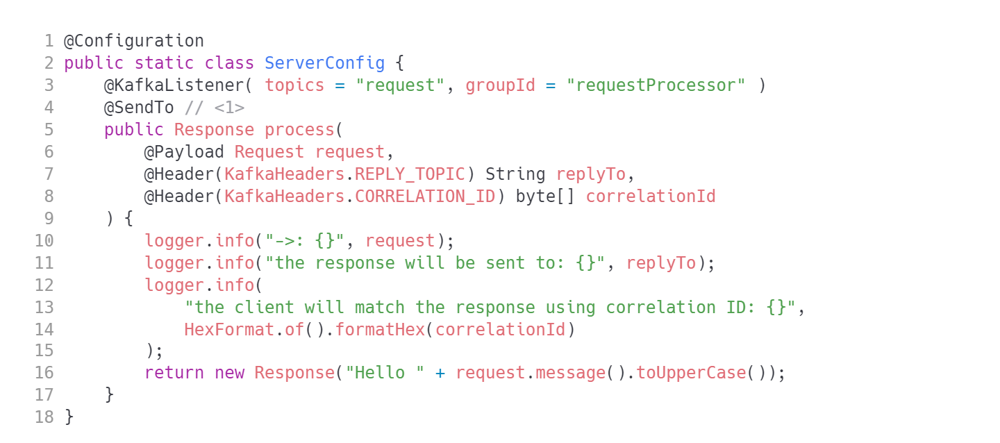 1 @Configuration
2 public static class ServerConfig {
3     @KafkaListener( topics = "request", groupId = "requestProcessor" )
4     @SendTo // <1>
5     public Response process(
6         @Payload Request request,
7         @Header(KafkaHeaders.REPLY_TOPIC) String replyTo,
8         @Header(KafkaHeaders.CORRELATION_ID) byte[] correlationId
9     ) {
10         logger.info("->: {}", request);
11         logger.info("the response will be sent to: {}", replyTo);
12         logger.info(
13             "the client will match the response using correlation ID: {}",
14             HexFormat.of().formatHex(correlationId)
15         );
16         return new Response("Hello " + request.message().toUpperCase());
17     }
18 }